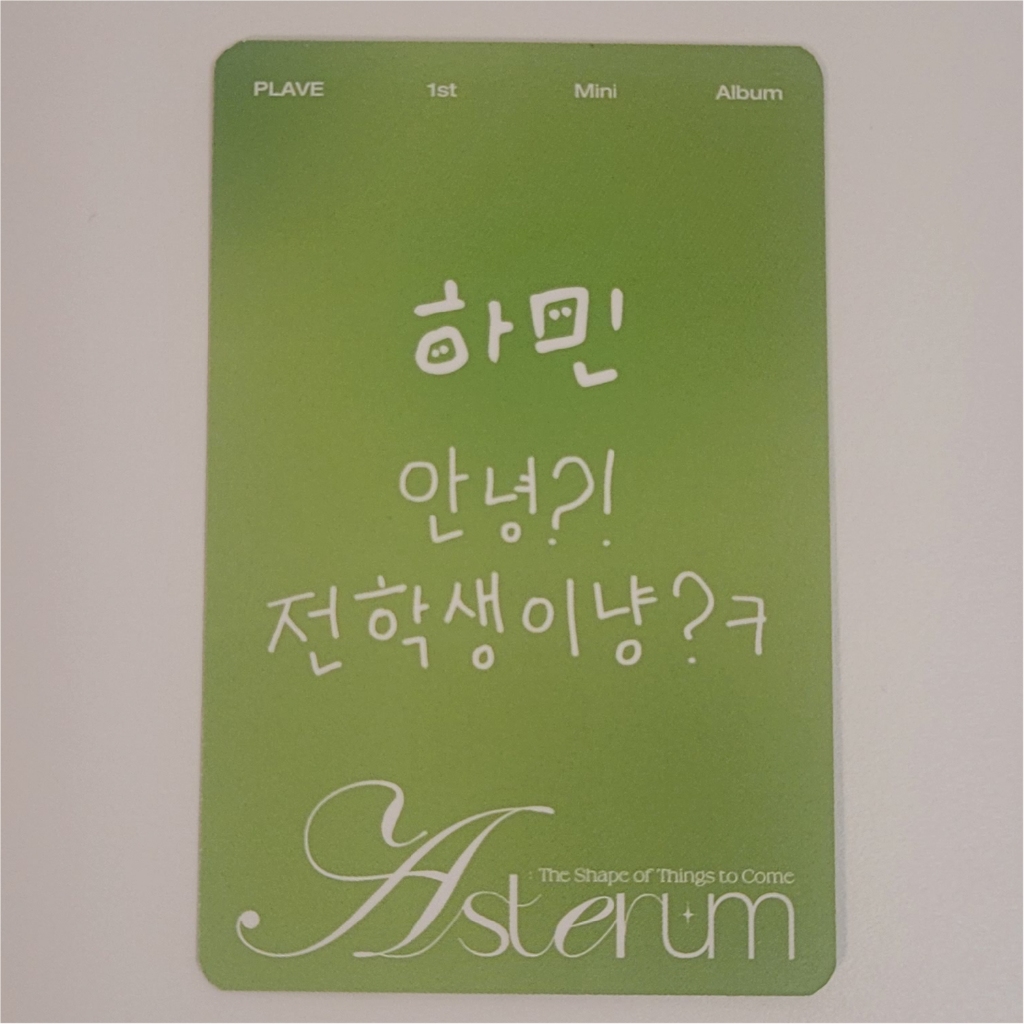 PLAVE 1st Mini Album
하민
안녕?!
전학생이냥?ㅋ
The Shape of Things to Come
Asterum